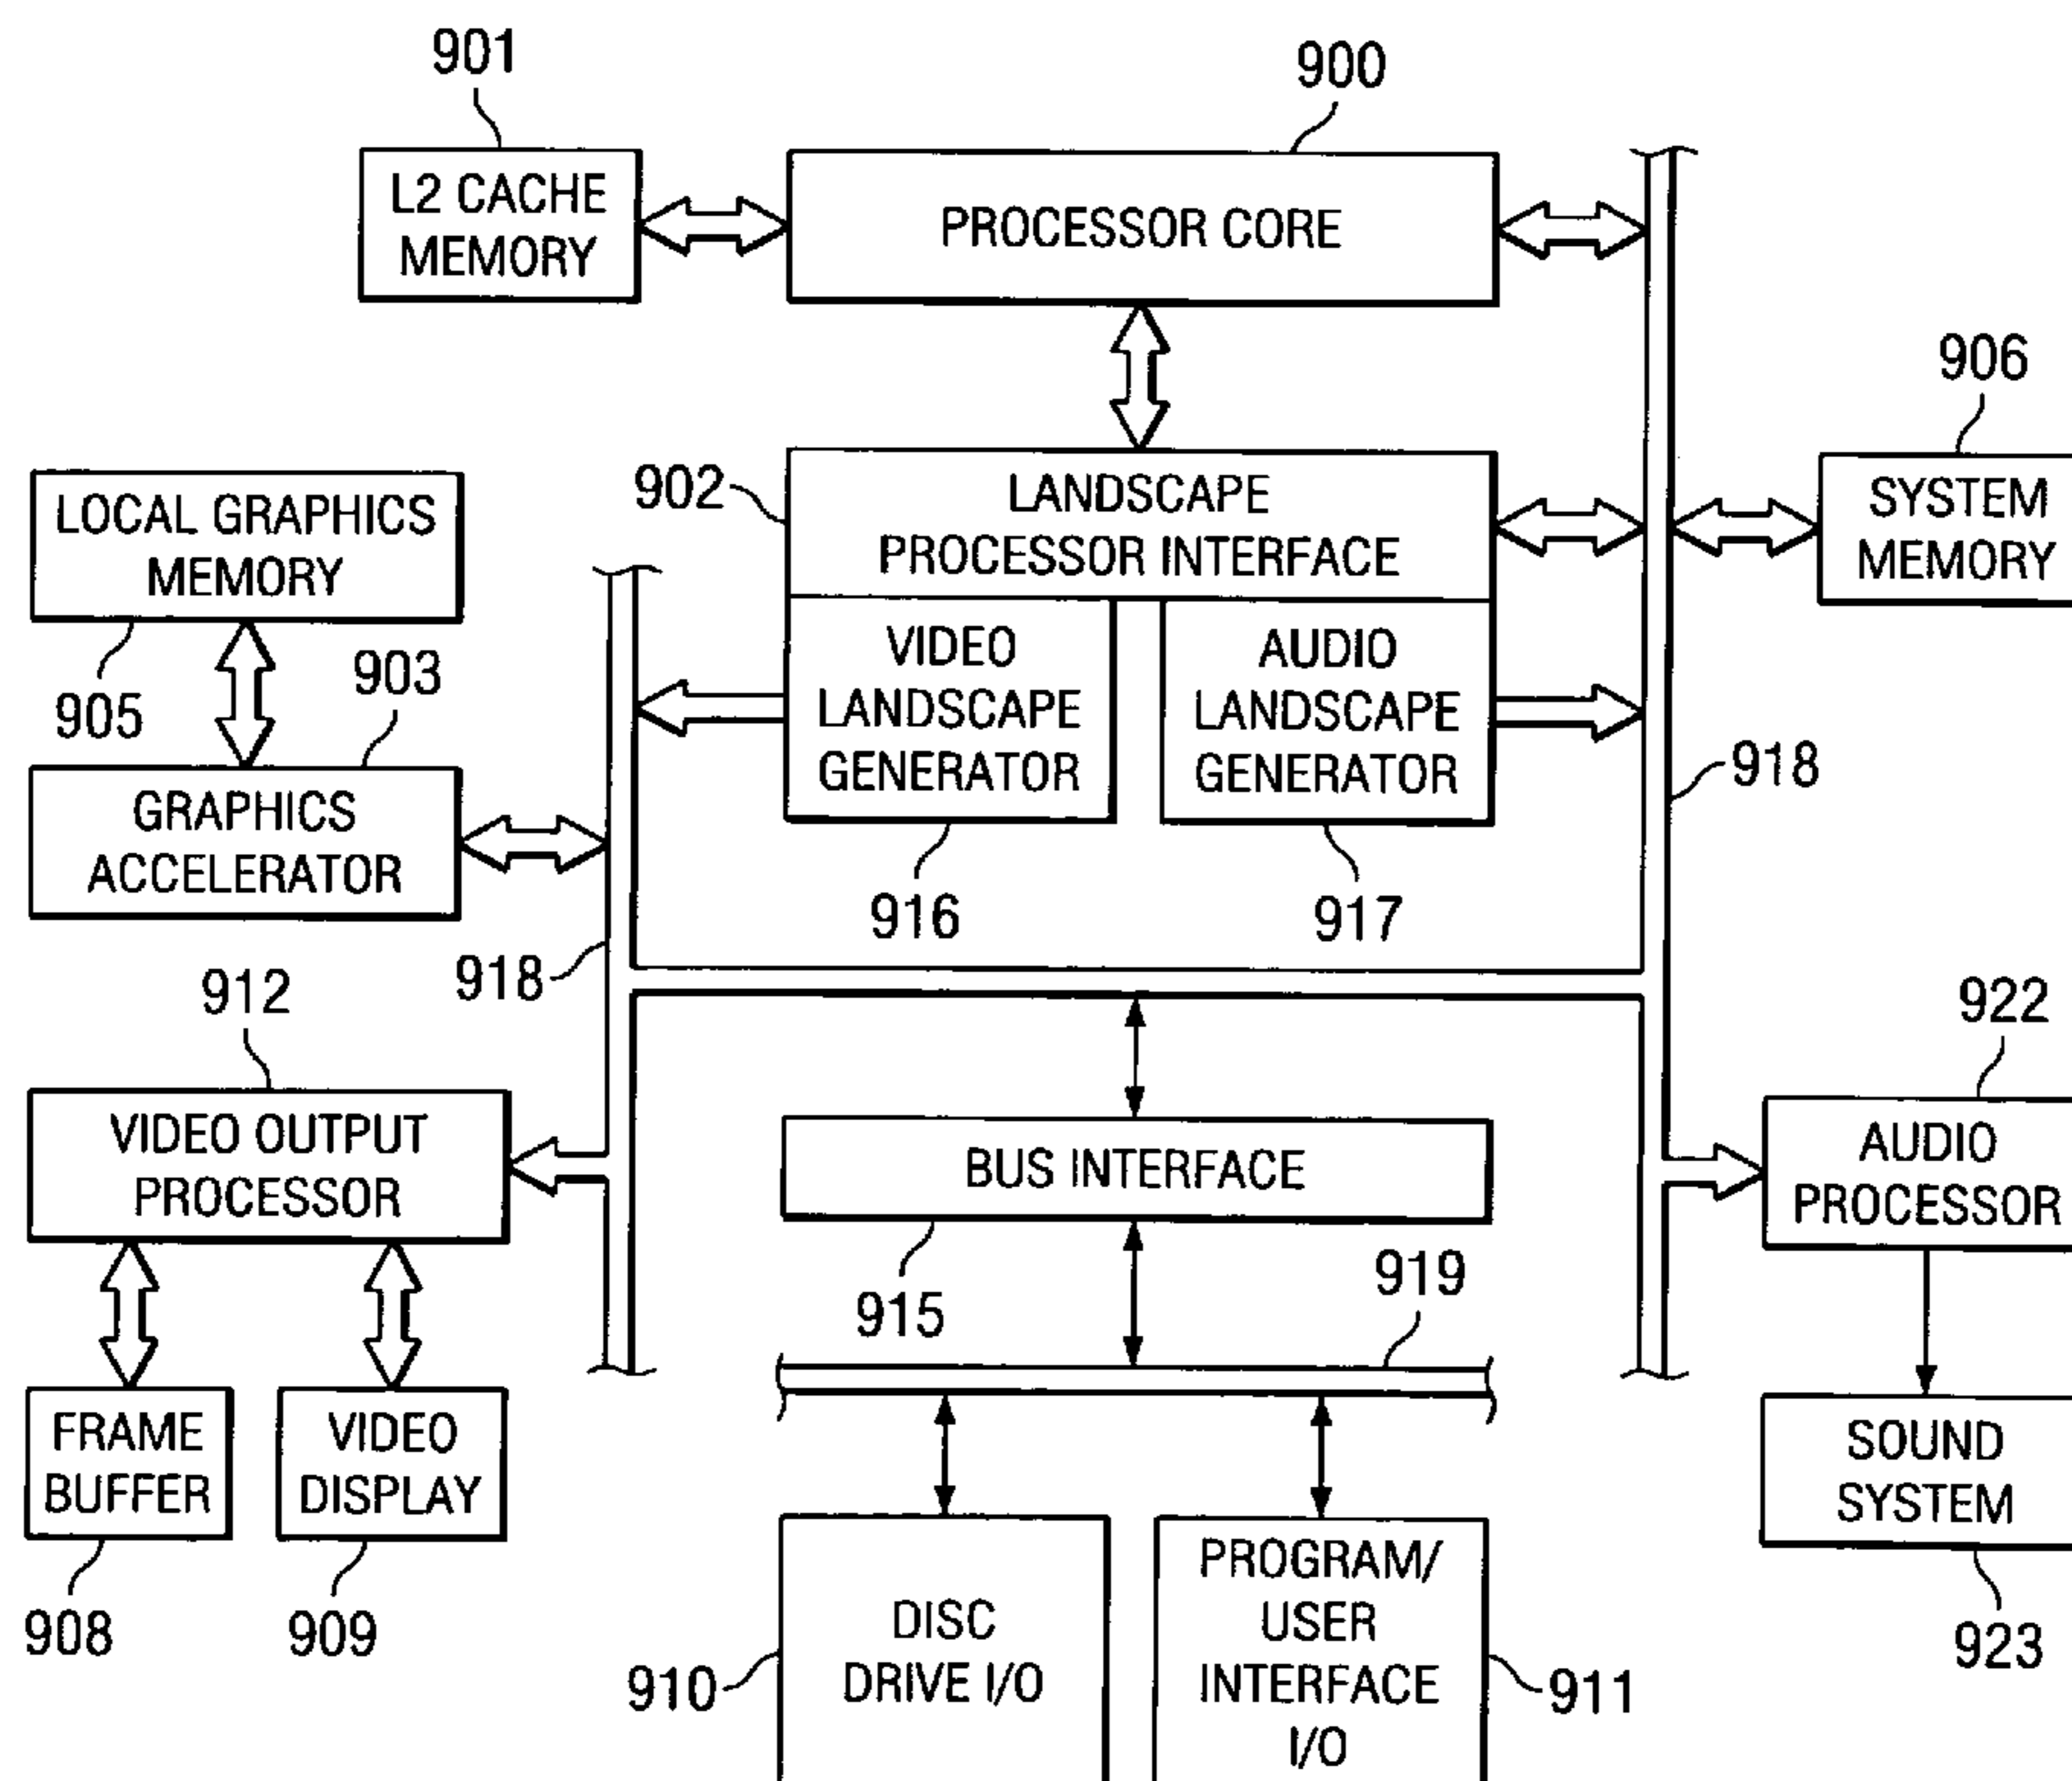 901
900
L2 CACHE
MEMORY
PROCESSOR CORE
906
902
LANDSCAPE
PROCESSOR INTERFACE
SYSTEM
MEMORY
LOCAL GRAPHICS
MEMORY
905
903
VIDEO
LANDSCAPE
GENERATOR
AUDIO
LANDSCAPE
GENERATOR
918
GRAPHICS
ACCELERATOR
916
917
918
912
922
VIDEO OUTPUT
PROCESSOR
BUS INTERFACE
AUDIO
PROCESSOR
915
919
FRAME
BUFFER
VIDEO
DISPLAY
SOUND
SYSTEM
908
909
910
DISC
DRIVE I/O
PROGRAM/
USER
INTERFACE
I/O
911
923